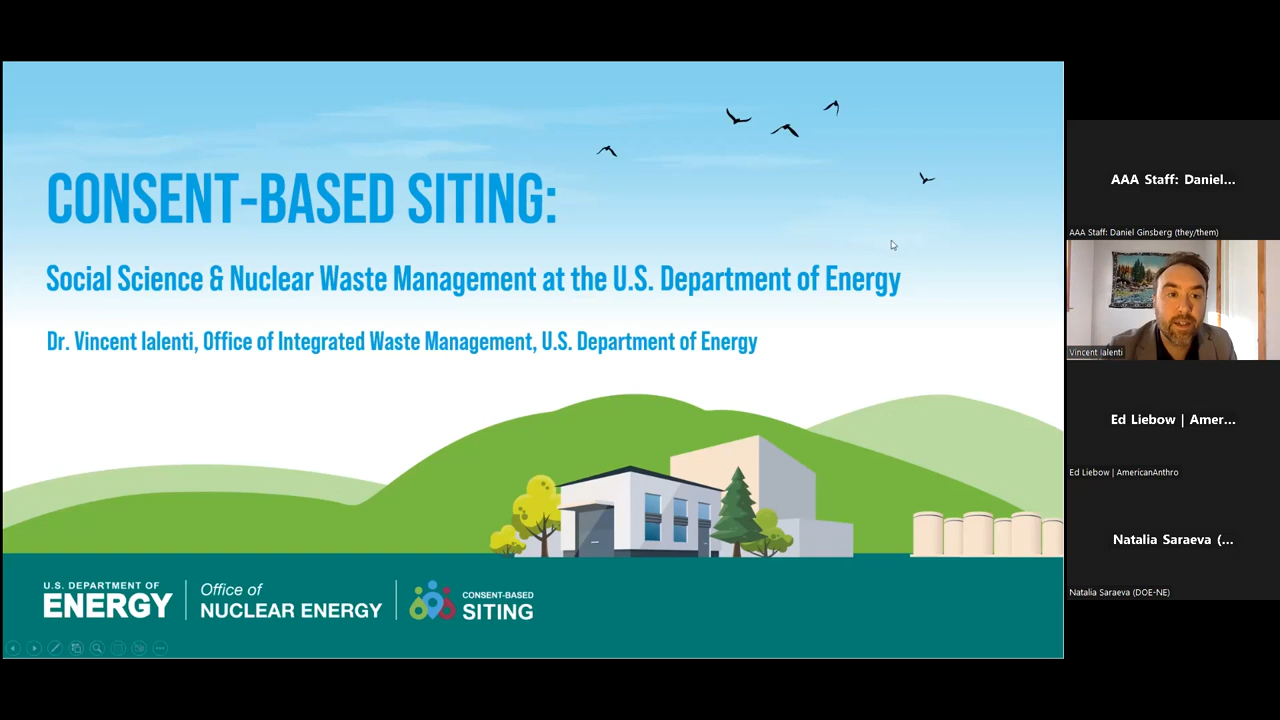 CONSENT-BASED SITING:
Social Science & Nuclear Waste Management at the U.S. Department of Energy
Dr. Vincent Ialenti, Office of Integrated Waste Management, U.S. Department of Energy
U.S. DEPARTMENT OF
ENERGY
Office of
NUCLEAR ENERGY
CONSENT-BASED
SITING
AAA Staff: Daniel...
AAA Staff: Daniel Ginsberg (they/them)
Vincent Ialenti
Ed Liebow | Amer...
Ed Liebow | AmericanAnthro
Natalia Saraeva (...
Natalia Saraeva (DOE-NE)